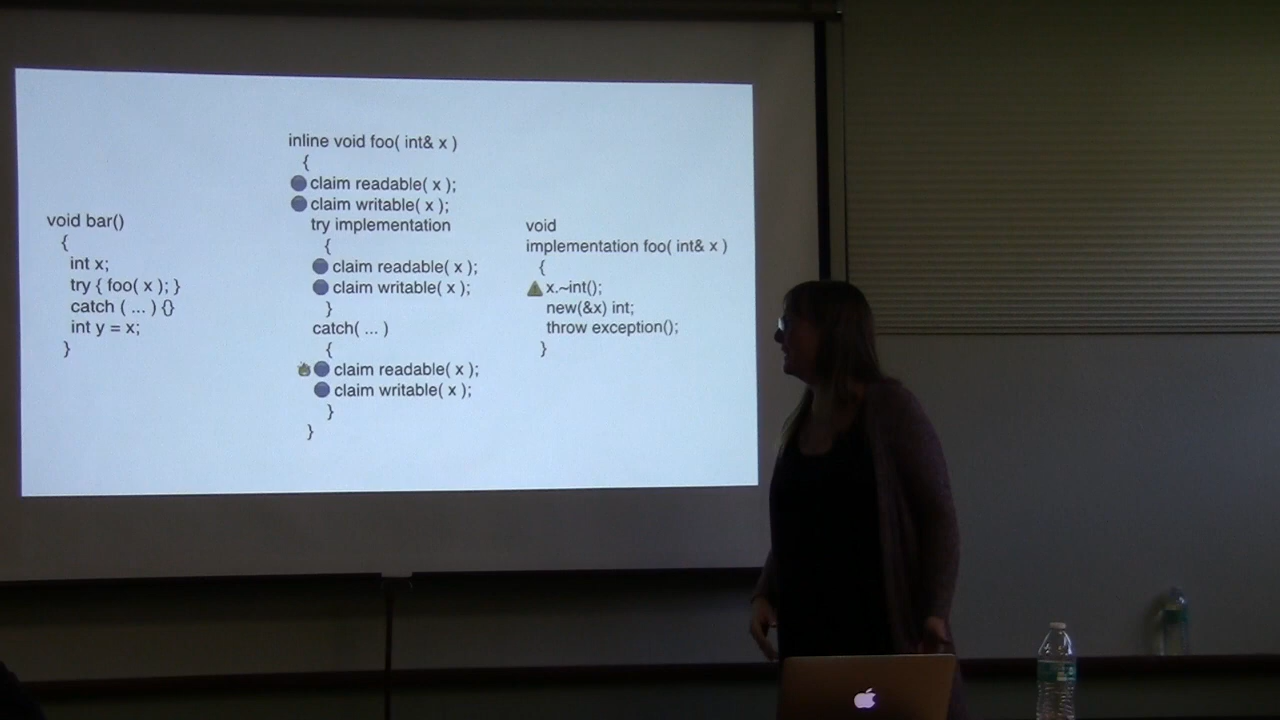 void bar()
{
int x;
try { foo( x ); }
catch ( ... ) {}
int y = x;
}
inline void foo( int& x )
{
claim readable( x );
claim writable( x );
try implementation
{
claim readable( x );
claim writable( x );
}
catch( ... )
{
claim readable( x );
claim writable( x );
}
}
void
implementation foo( int& x )
{
x.~int();
new(&x) int;
throw exception();
}